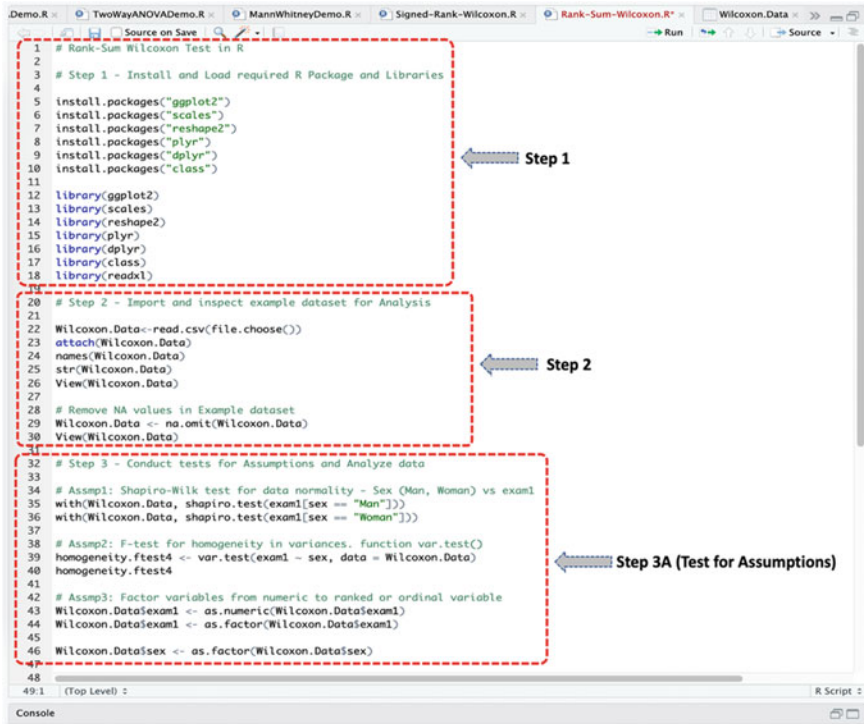 .Demo.R × TwoWayANOVADemo.R × MannWhitneyDemo.R × Signed-Rank-Wilcoxon.R × Rank-Sum-Wilcoxon.R* × Wilcoxon.Data ×
Source on Save Run Source
1 # Rank-Sum Wilcoxon Test in R
2
3 # Step 1 - Install and Load required R Package and Libraries
4
5 install.packages("ggplot2")
6 install.packages("scales")
7 install.packages("reshape2")
8 install.packages("plyr")
9 install.packages("dplyr")
10 install.packages("class")
11
12 library(ggplot2)
13 library(scales)
14 library(reshape2)
15 library(plyr)
16 library(dplyr)
17 library(class)
18 library(readxl)
Step 1
19
20 # Step 2 - Import and inspect example dataset for Analysis
21
22 Wilcoxon.Data<-read.csv(file.choose())
23 attach(Wilcoxon.Data)
24 names(Wilcoxon.Data)
25 str(Wilcoxon.Data)
26 View(Wilcoxon.Data)
27
28 # Remove NA values in Example dataset
29 Wilcoxon.Data <- na.omit(Wilcoxon.Data)
30 View(Wilcoxon.Data)
Step 2
31
32 # Step 3 - Conduct tests for Assumptions and Analyze data
33
34 # Assmp1: Shapiro-Wilk test for data normality - Sex (Man, Woman) vs exam1
35 with(Wilcoxon.Data, shapiro.test(exam1[sex == "Man"]))
36 with(Wilcoxon.Data, shapiro.test(exam1[sex == "Woman"]))
37
38 # Assmp2: F-test for homogeneity in variances. function var.test()
39 homogeneity.ftest4 <- var.test(exam1 ~ sex, data = Wilcoxon.Data)
40 homogeneity.ftest4
41
42 # Assmp3: Factor variables from numeric to ranked or ordinal variable
43 Wilcoxon.Data$exam1 <- as.numeric(Wilcoxon.Data$exam1)
44 Wilcoxon.Data$exam1 <- as.factor(Wilcoxon.Data$exam1)
45
46 Wilcoxon.Data$sex <- as.factor(Wilcoxon.Data$sex)
Step 3A (Test for Assumptions)
47
48
49:1 (Top Level) R Script
Console